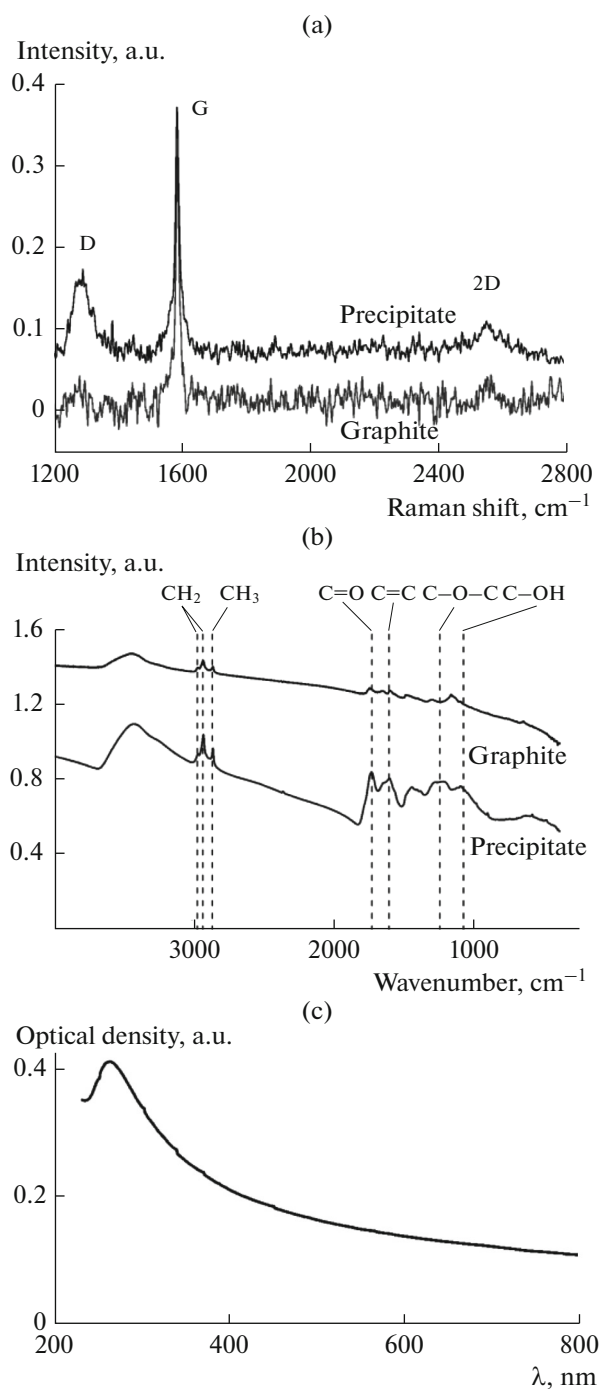 (a)
Intensity, a.u.
0.4
G
0.3
D
0.2
2D
Precipitate
0.1
0
Graphite
1200 1600 2000 2400 2800
Raman shift, cm⁻¹
(b)
Intensity, a.u.
CH₂ CH₃ C=O C=C C–O–C C–OH
1.6
1.2
Graphite
0.8
Precipitate
0.4
3000 2000 1000
Wavenumber, cm⁻¹
(c)
Optical density, a.u.
0.4
0.2
0
200 400 600 800
λ, nm